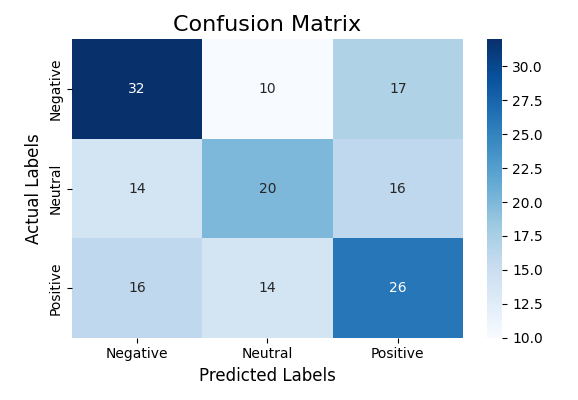 Confusion Matrix
Actual Labels
Negative
32 10 17
Neutral
14 20 16
Positive
16 14 26
Negative Neutral Positive
Predicted Labels
30.0
27.5
25.0
22.5
20.0
17.5
15.0
12.5
10.0